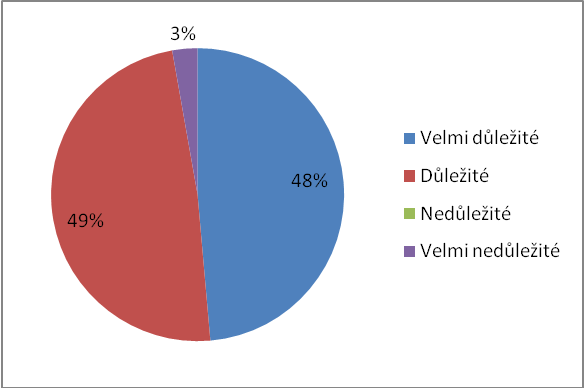 3%
48%
49%
Velmi důležité
Důležité
Nedůležité
Velmi nedůležité